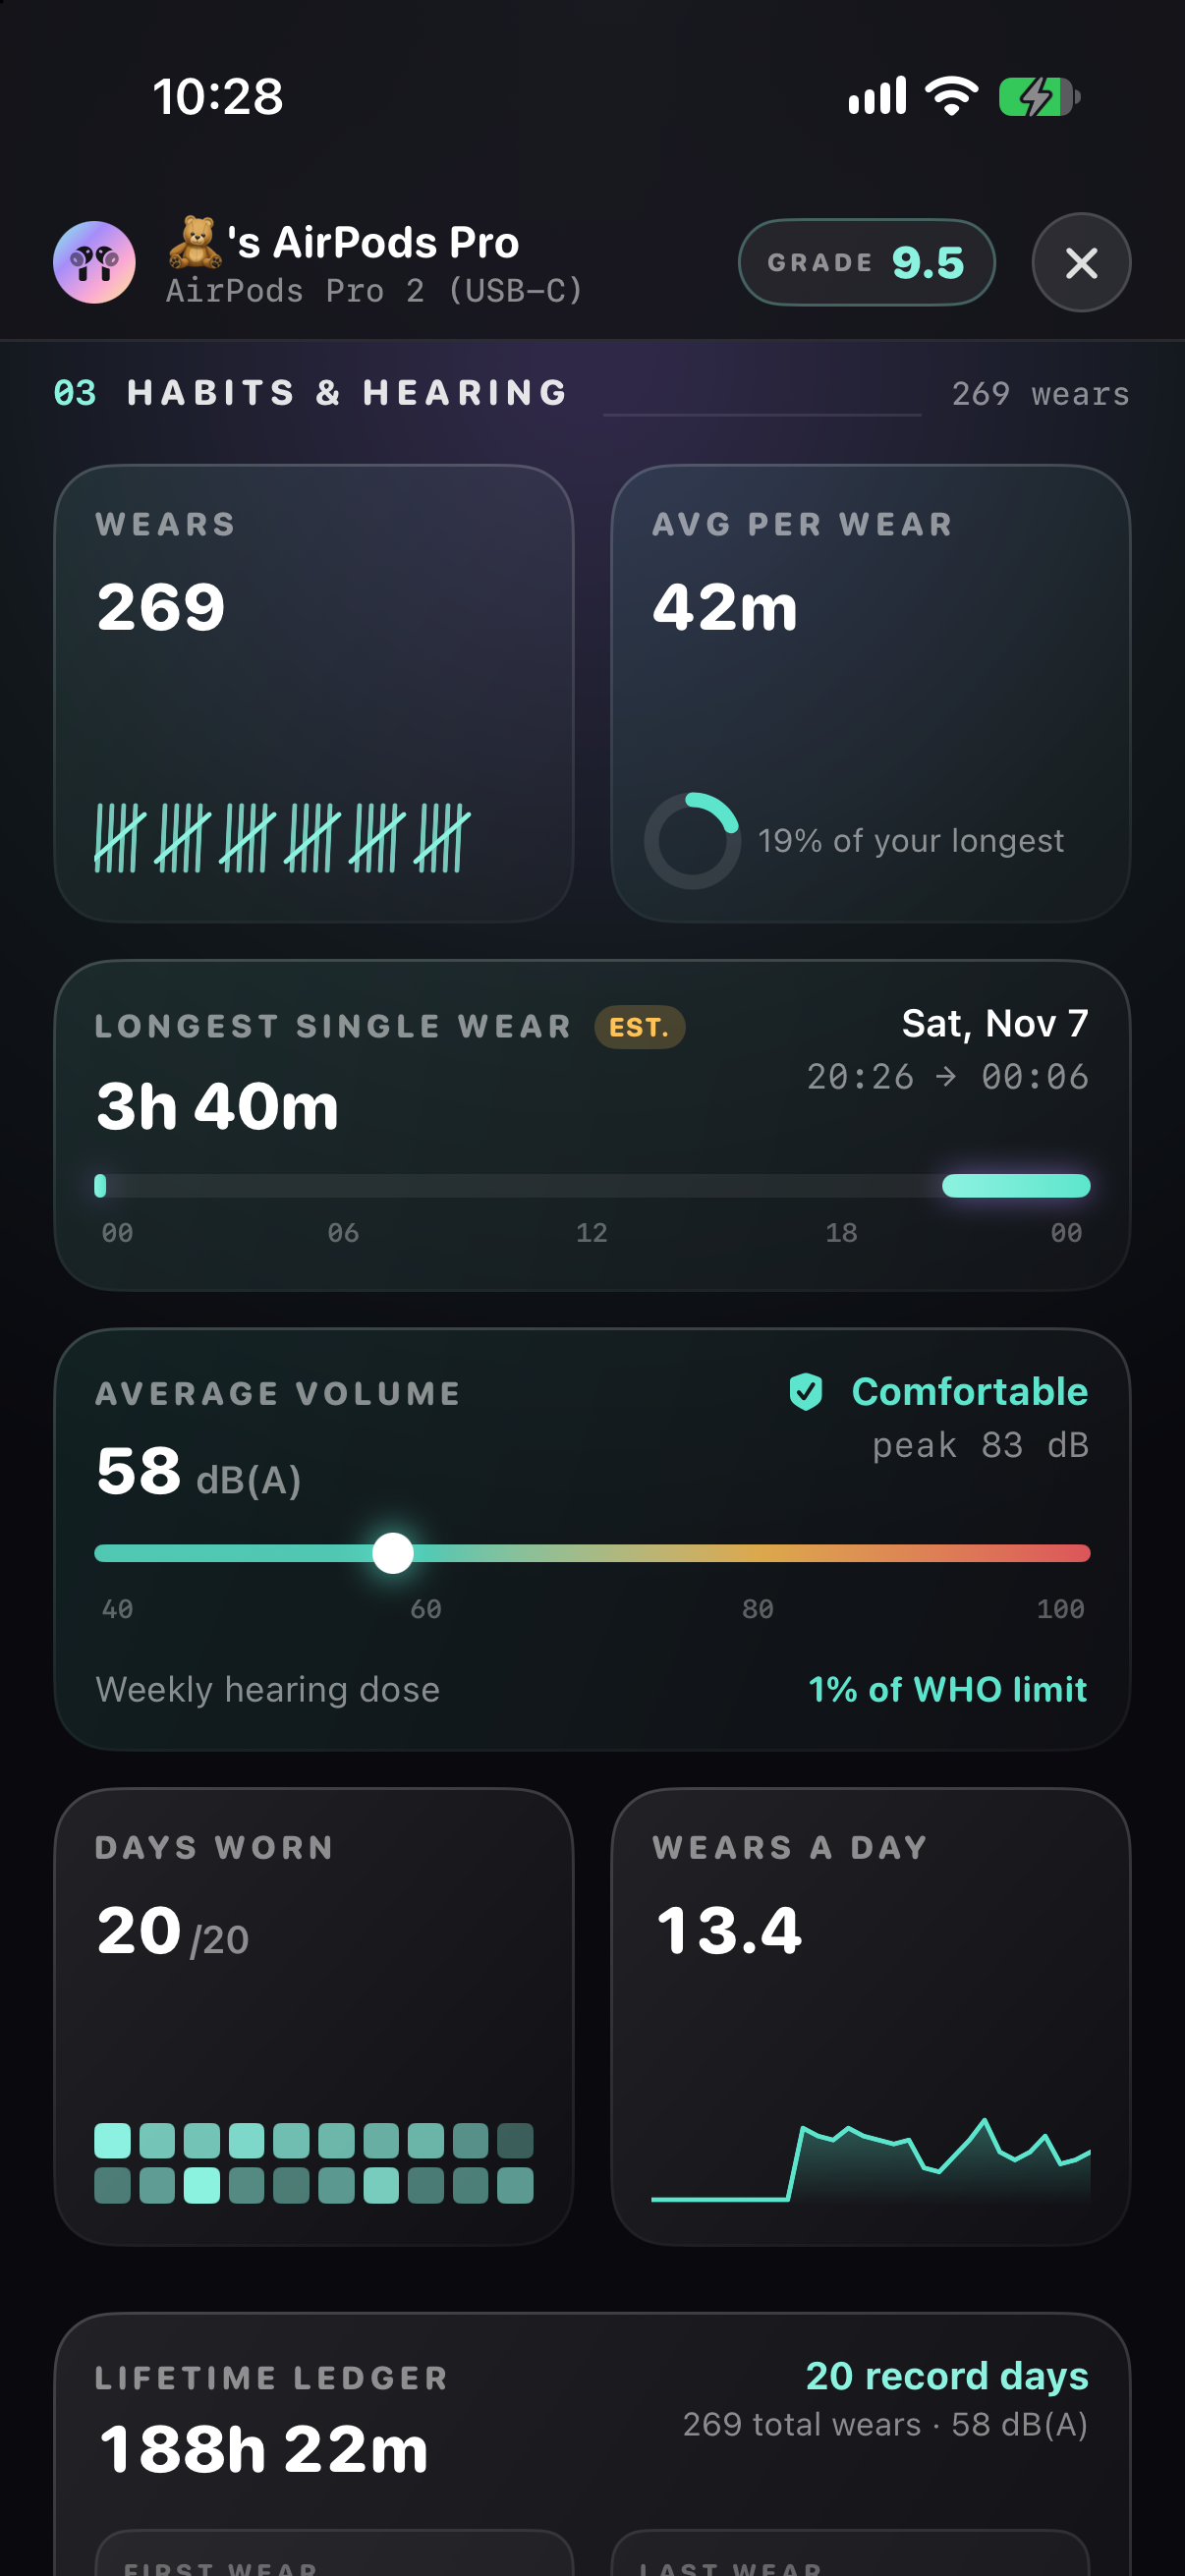 10:28
🧸's AirPods Pro
AirPods Pro 2 (USB-C)
GRADE 9.5
03 HABITS & HEARING 269 wears
WEARS
269
AVG PER WEAR
42m
19% of your longest
LONGEST SINGLE WEAR EST.
Sat, Nov 7
20:26 → 00:06
3h 40m
00 06 12 18 00
AVERAGE VOLUME
Comfortable
peak 83 dB
58 dB(A)
40 60 80 100
Weekly hearing dose
1% of WHO limit
DAYS WORN
20/20
WEARS A DAY
13.4
LIFETIME LEDGER
20 record days
269 total wears · 58 dB(A)
188h 22m
FIRST WEAR
LAST WEAR